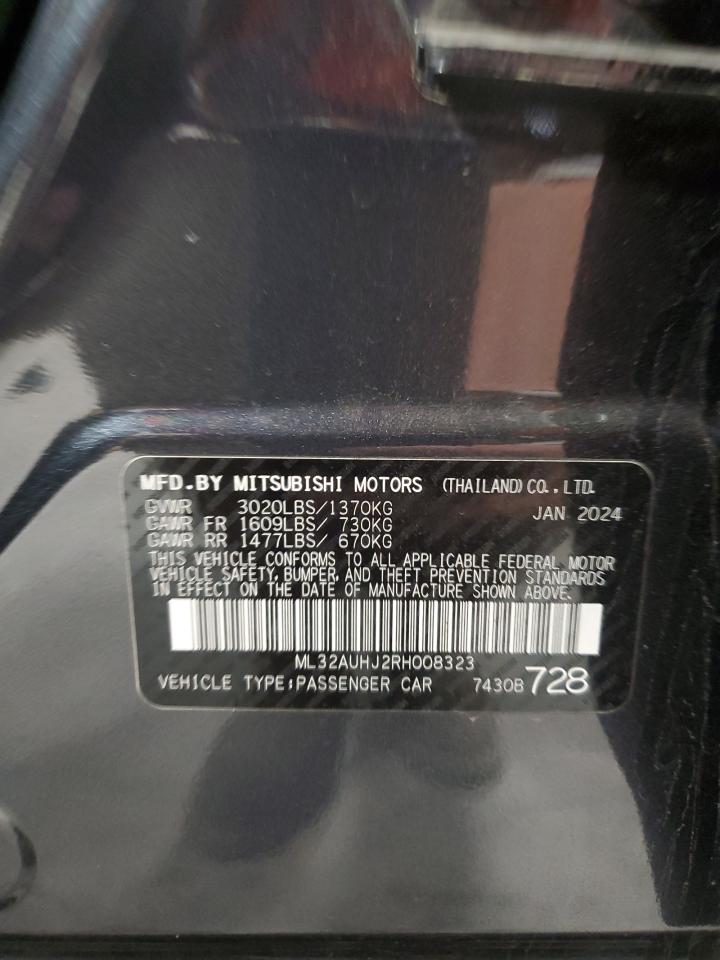 MFD.BY MITSUBISHI MOTORS (THAILAND) CO., LTD.
GVWR 3020LBS/1370KG JAN 2024
GAWR FR 1609LBS/ 730KG
GAWR RR 1477LBS/ 670KG
THIS VEHICLE CONFORMS TO ALL APPLICABLE FEDERAL MOTOR
VEHICLE SAFETY, BUMPER, AND THEFT PREVENTION STANDARDS
IN EFFECT ON THE DATE OF MANUFACTURE SHOWN ABOVE.
ML32AUHJ2RH008323
VEHICLE TYPE:PASSENGER CAR 7430B 728